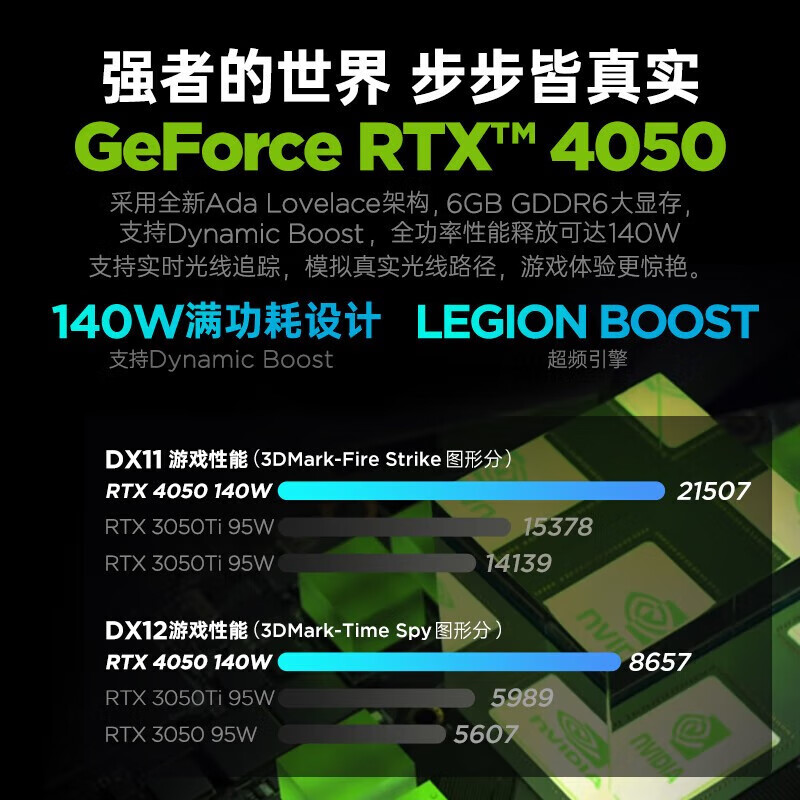 强者的世界 步步皆真实
GeForce RTX™ 4050
采用全新Ada Lovelace架构,6GB GDDR6大显存,
支持Dynamic Boost，全功率性能释放可达140W
支持实时光线追踪，模拟真实光线路径，游戏体验更惊艳。
140W满功耗设计
支持Dynamic Boost
LEGION BOOST
超频引擎
DX11 游戏性能（3DMark-Fire Strike 图形分）
RTX 4050 140W 21507
RTX 3050Ti 95W 15378
RTX 3050Ti 95W 14139
DX12游戏性能（3DMark-Time Spy图形分）
RTX 4050 140W 8657
RTX 3050Ti 95W 5989
RTX 3050 95W 5607
NVIDIA
NVIDIA
NVIDIA